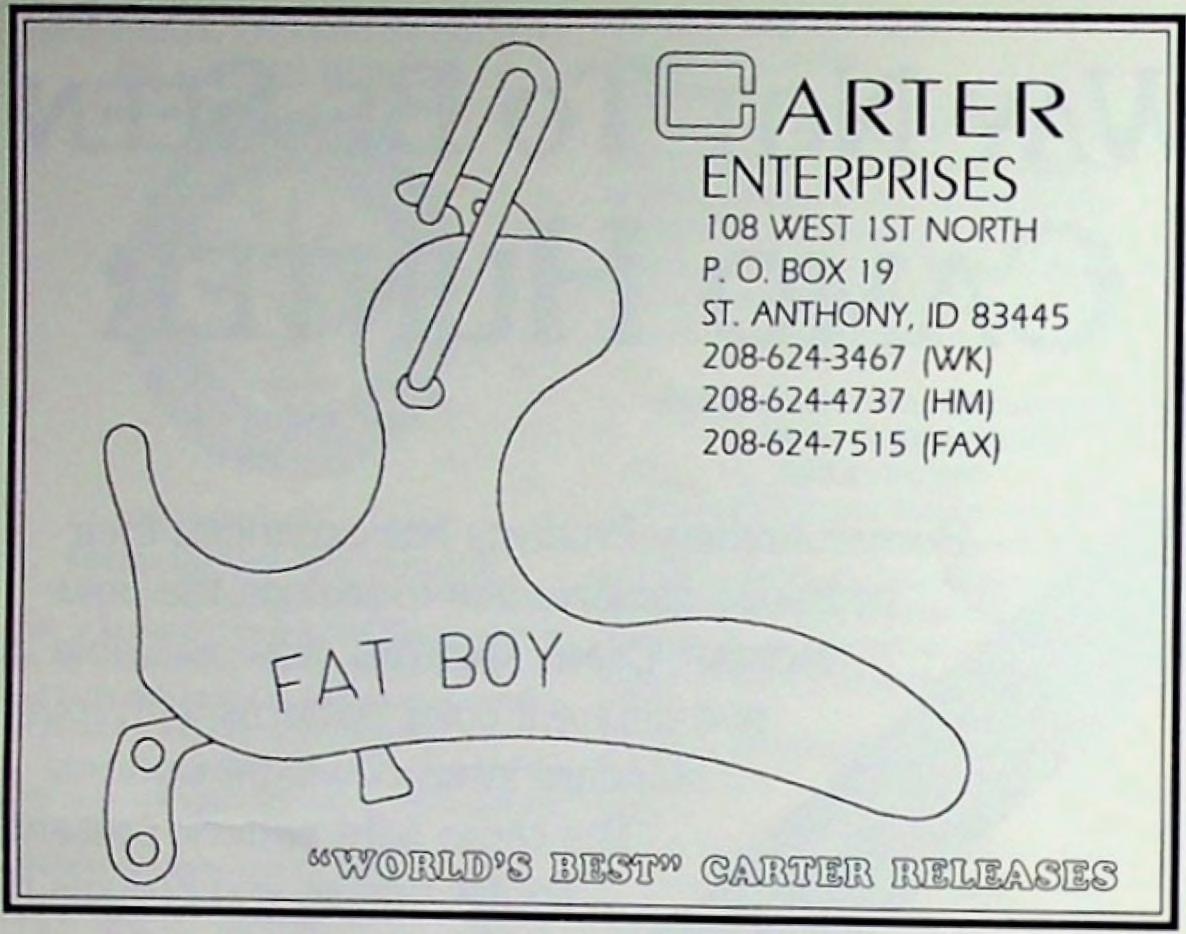 CARTER
ENTERPRISES
108 WEST 1ST NORTH
P. O. BOX 19
ST. ANTHONY, ID 83445
208-624-3467 (WK)
208-624-4737 (HM)
208-624-7515 (FAX)
FAT BOY
“WORLD'S BEST” CARTER RELEASES